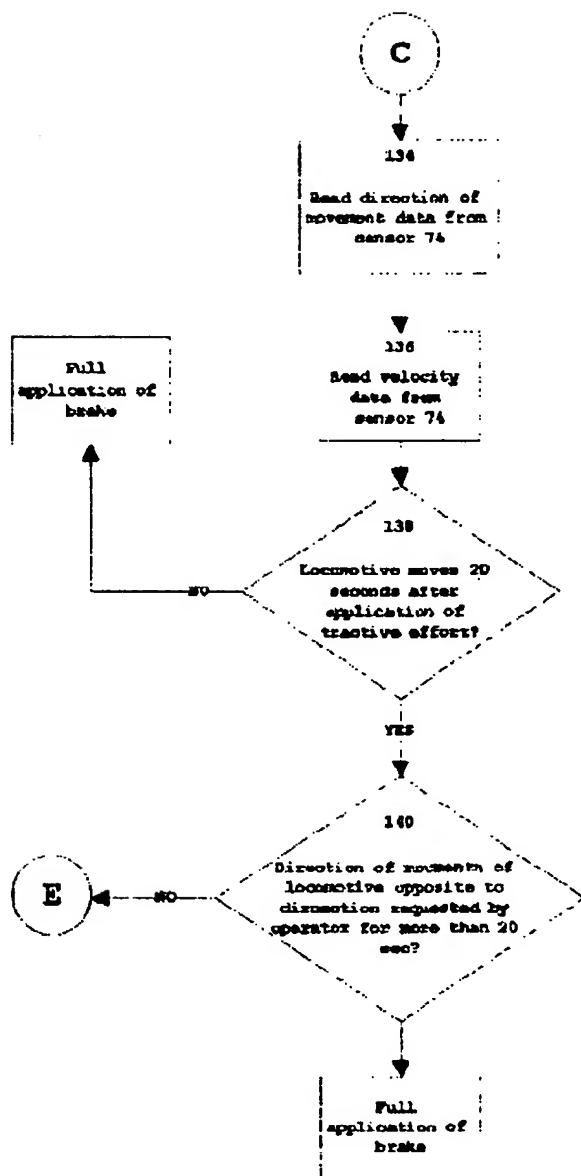 C
134
Read direction of
movement data from
sensor 74
136
Read velocity
data from
sensor 74
Full
application of
brake
138
Locomotive moves 20
seconds after
application of
tractive effort?
NO
YES
140
Direction of movments of
locomotive opposite to
direction requested by
operator for more than 20
sec?
NO
E
Full
application of
brake